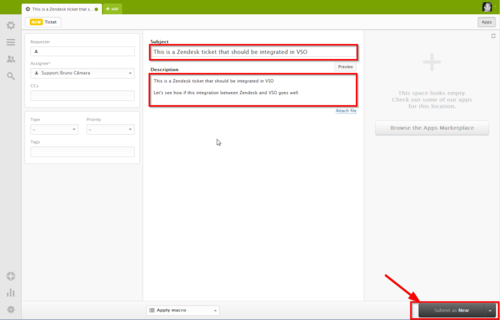 This is a Zendesk ticket that s
+ add
NEW Ticket
Apps
Requester
Assignee*
Support/Bruno Câmara
CCs
Type
Priority
-
-
Tags
Subject
This is a Zendesk ticket that should be integrated in VSO
Description
Preview
This is a Zendesk ticket that should be integrated in VSO
Let's see how if this integration between Zendesk and VSO goes well
Attach file
This space looks empty.
Check out some of our apps
for this location.
Browse the Apps Marketplace
Apply macro
Submit as New